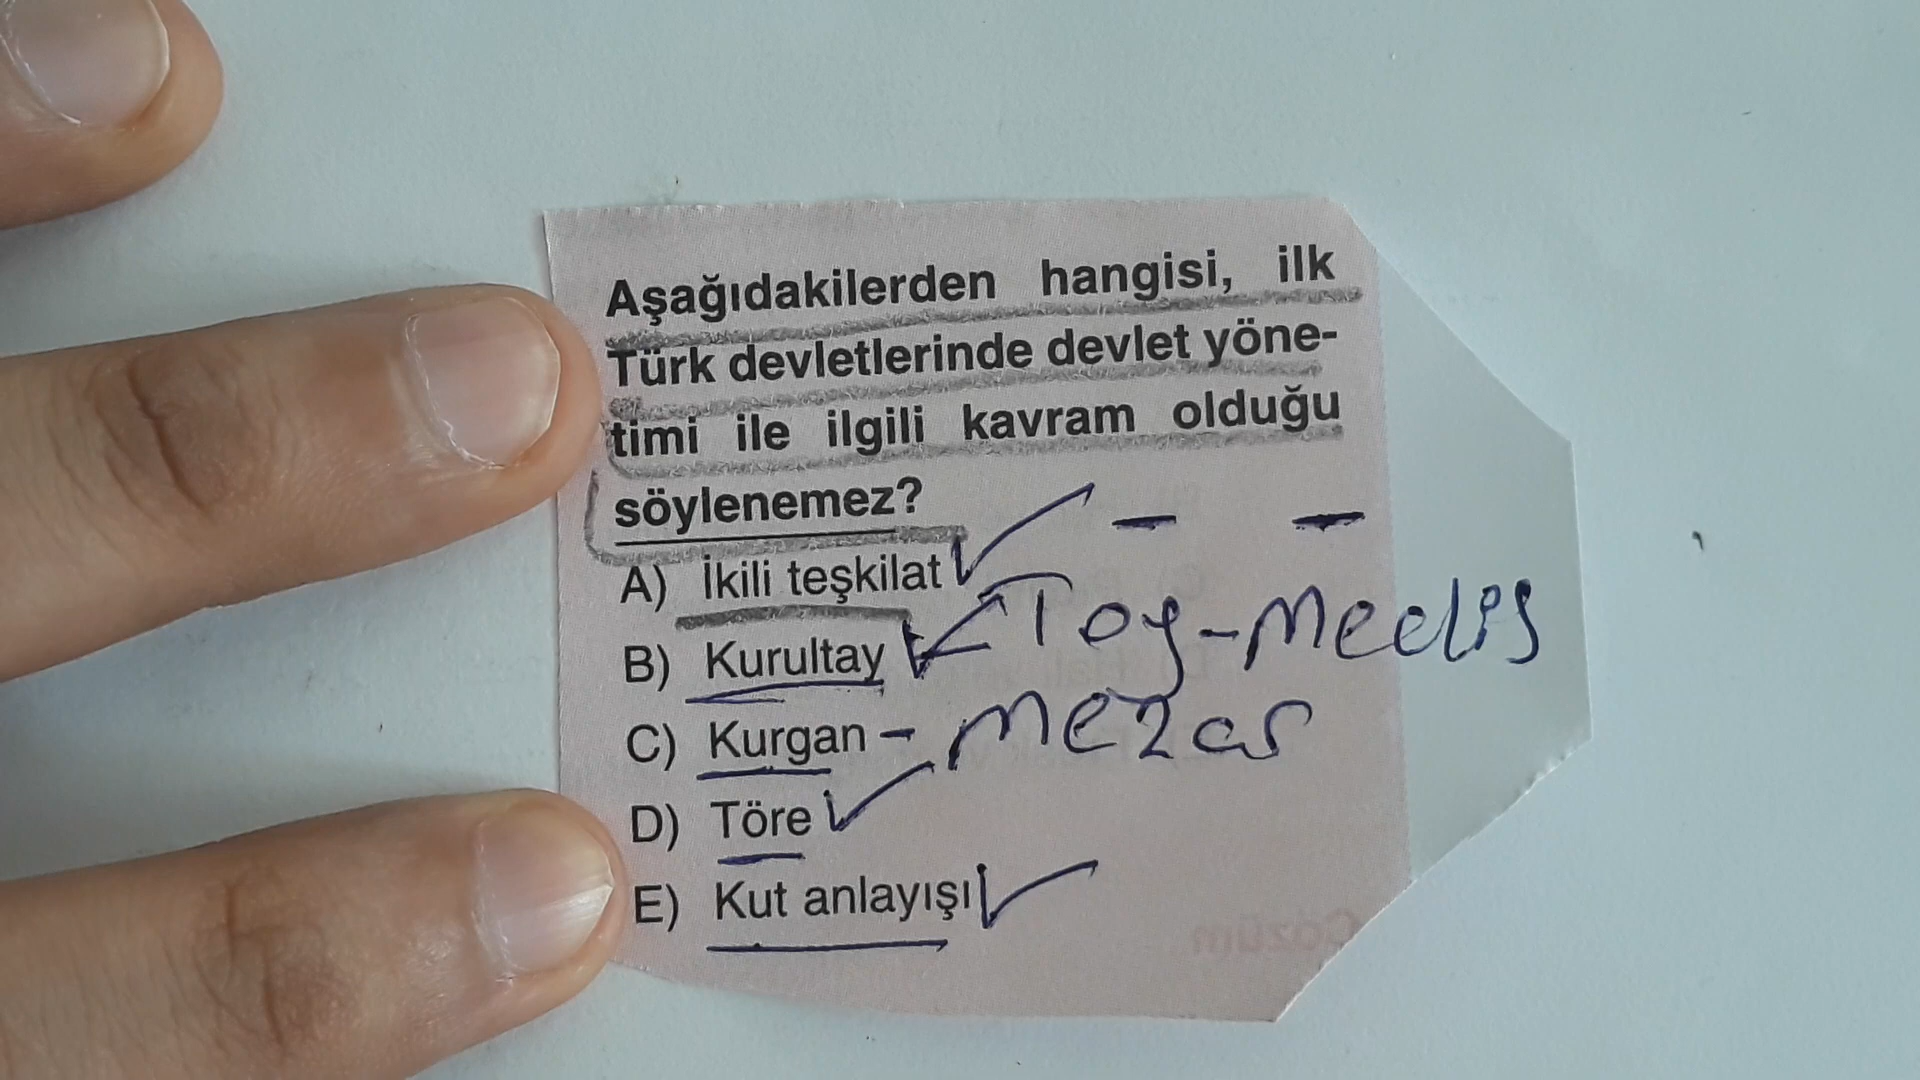 Aşağıdakilerden hangisi, ilk
Türk devletlerinde devlet yöne-
timi ile ilgili kavram olduğu
söylenemez?
A) İkili teşkilat
B) Kurultay Toy-Meclis
C) Kurgan - Mezar
D) Töre
E) Kut anlayışı
Çözüm